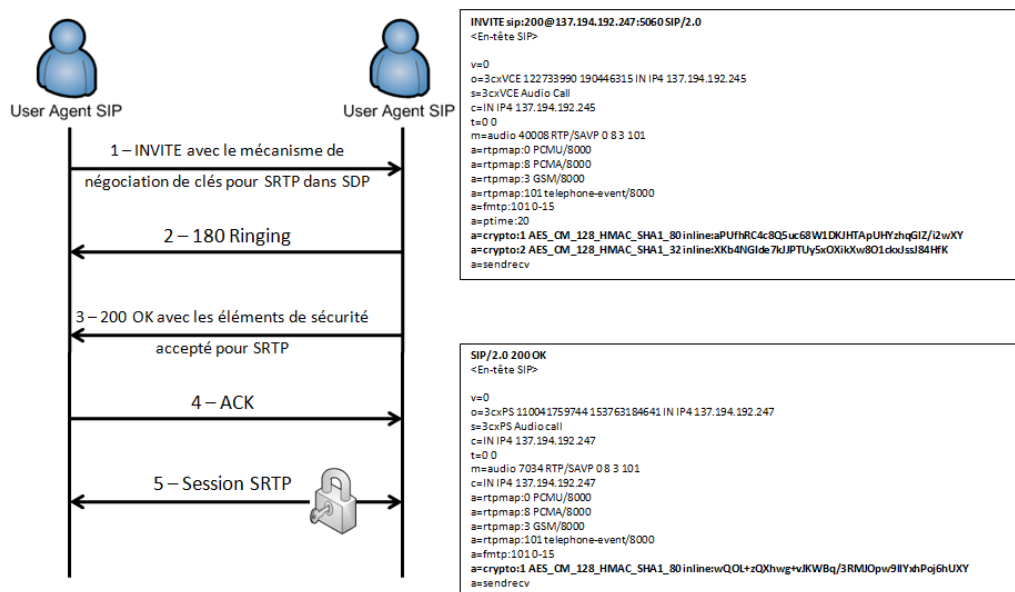 User Agent SIP
User Agent SIP
1 – INVITE avec le mécanisme de
négociation de clés pour SRTP dans SDP
2 – 180 Ringing
3 – 200 OK avec les éléments de sécurité
accepté pour SRTP
4 – ACK
5 – Session SRTP
INVITE sip:200@137.194.192.247:5060 SIP/2.0
<En-tête SIP>
v=0
o=3cxVCE 122733990 190446315 IN IP4 137.194.192.245
s=3cxVCE Audio Call
c=IN IP4 137.194.192.245
t=0 0
m=audio 40008 RTP/SAVP 0 8 3 101
a=rtpmap:0 PCMU/8000
a=rtpmap:8 PCMA/8000
a=rtpmap:3 GSM/8000
a=rtpmap:101 telephone-event/8000
a=fmtp:101 0-15
a=ptime:20
a=crypto:1 AES_CM_128_HMAC_SHA1_80 inline:aPUfhRC4c8Q5uc68W1DKJHTApUHYzhqGIZ/i2wXY
a=crypto:2 AES_CM_128_HMAC_SHA1_32 inline:XKb4NGIde7kJJPTUy5xOXikXw8O1ckxJssJ84HfK
a=sendrecv
SIP/2.0 200 OK
<En-tête SIP>
v=0
o=3cxPS 110041759744 153763184641 IN IP4 137.194.192.247
s=3cxPS Audio call
c=IN IP4 137.194.192.247
t=0 0
m=audio 7034 RTP/SAVP 0 8 3 101
c=IN IP4 137.194.192.247
a=rtpmap:0 PCMU/8000
a=rtpmap:8 PCMA/8000
a=rtpmap:3 GSM/8000
a=rtpmap:101 telephone-event/8000
a=fmtp:101 0-15
a=crypto:1 AES_CM_128_HMAC_SHA1_80 inline:wQOL+zQXhwg+vJKWBq/3RMJOpw9IIYxhPoj6hUXY
a=sendrecv